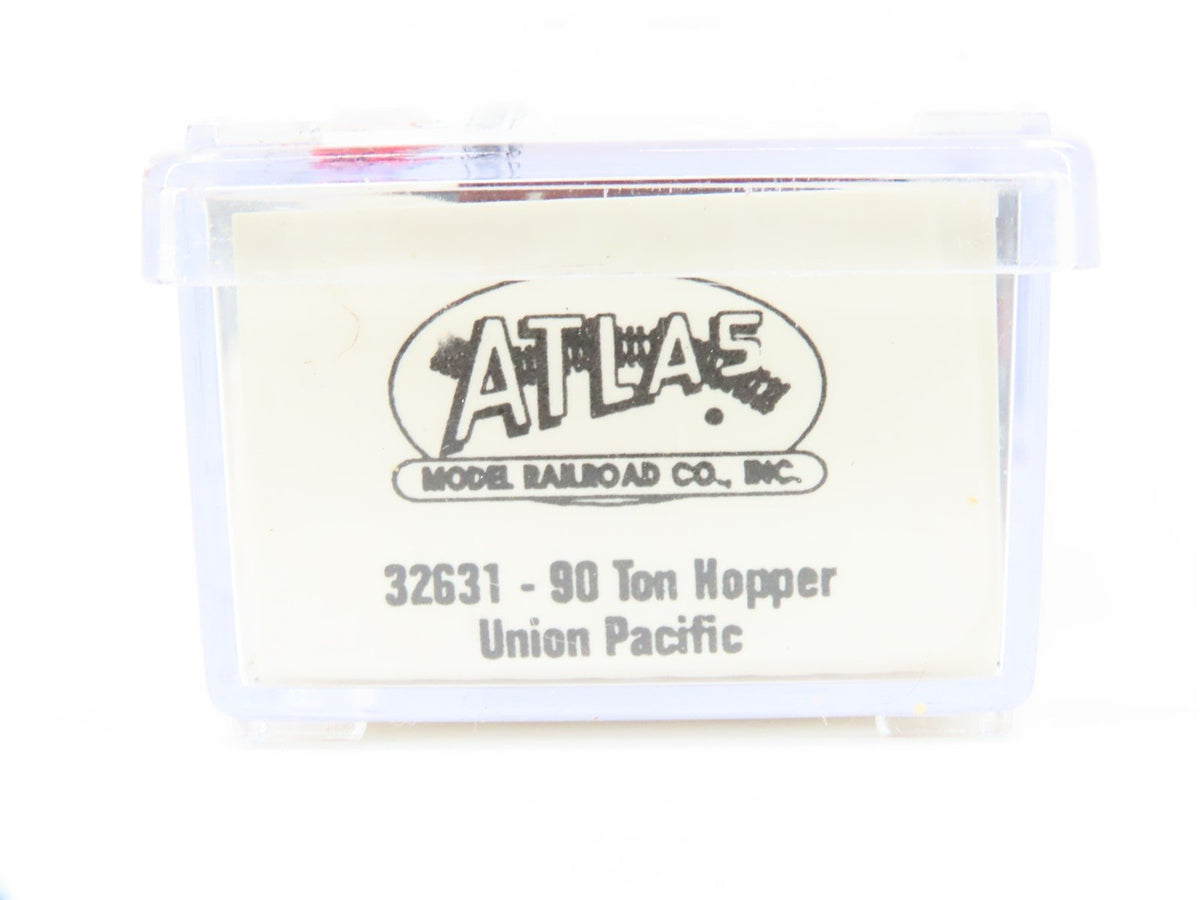 ATLAS
MODEL RAILROAD CO., INC.
32631 - 90 Ton Hopper
Union Pacific